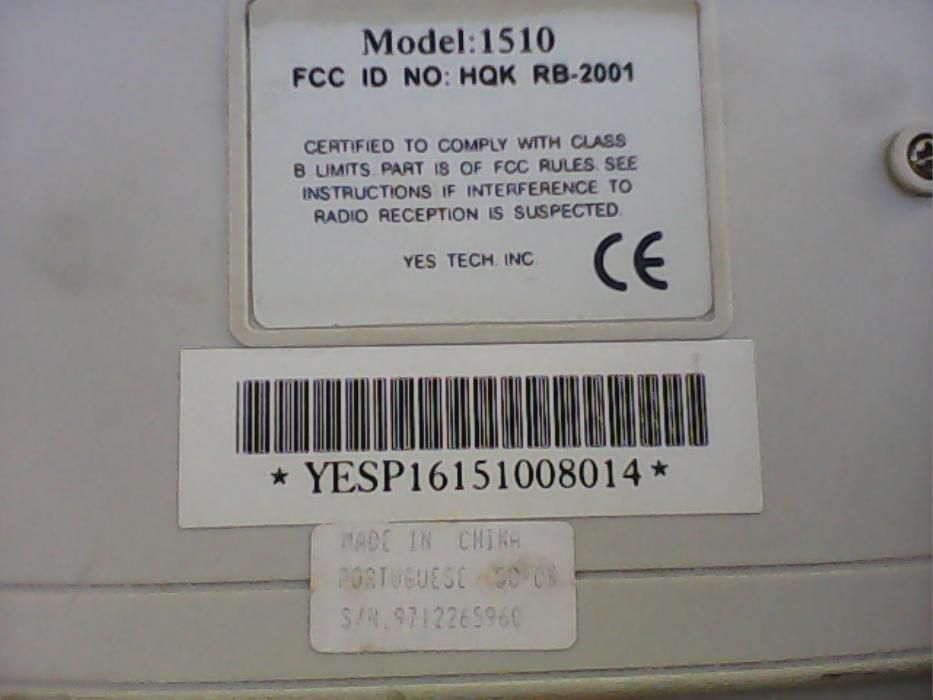 Model:1510
FCC ID NO: HQK RB-2001
CERTIFIED TO COMPLY WITH CLASS
B LIMITS. PART 18 OF FCC RULES. SEE
INSTRUCTIONS IF INTERFERENCE TO
RADIO RECEPTION IS SUSPECTED.
YES TECH. INC.
CE
* YESP16151008014 *
MADE IN CHINA
PORTUGUESE
S/N.9712265960